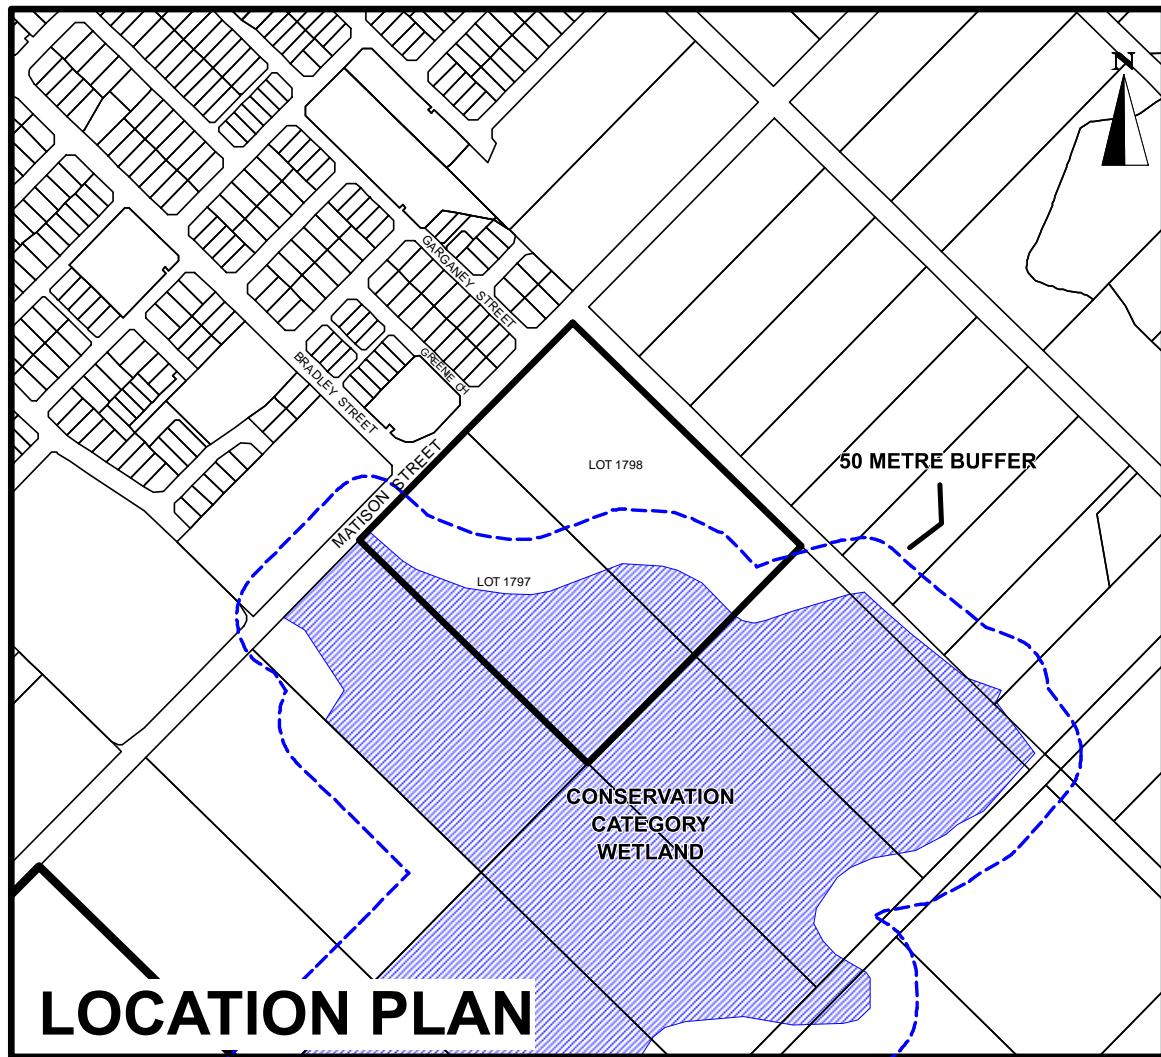 N
GARGANEY STREET
GREENE CH
BRADLEY STREET
MATISON STREET
LOT 1798
50 METRE BUFFER
LOT 1797
CONSERVATION
CATEGORY
WETLAND
LOCATION PLAN